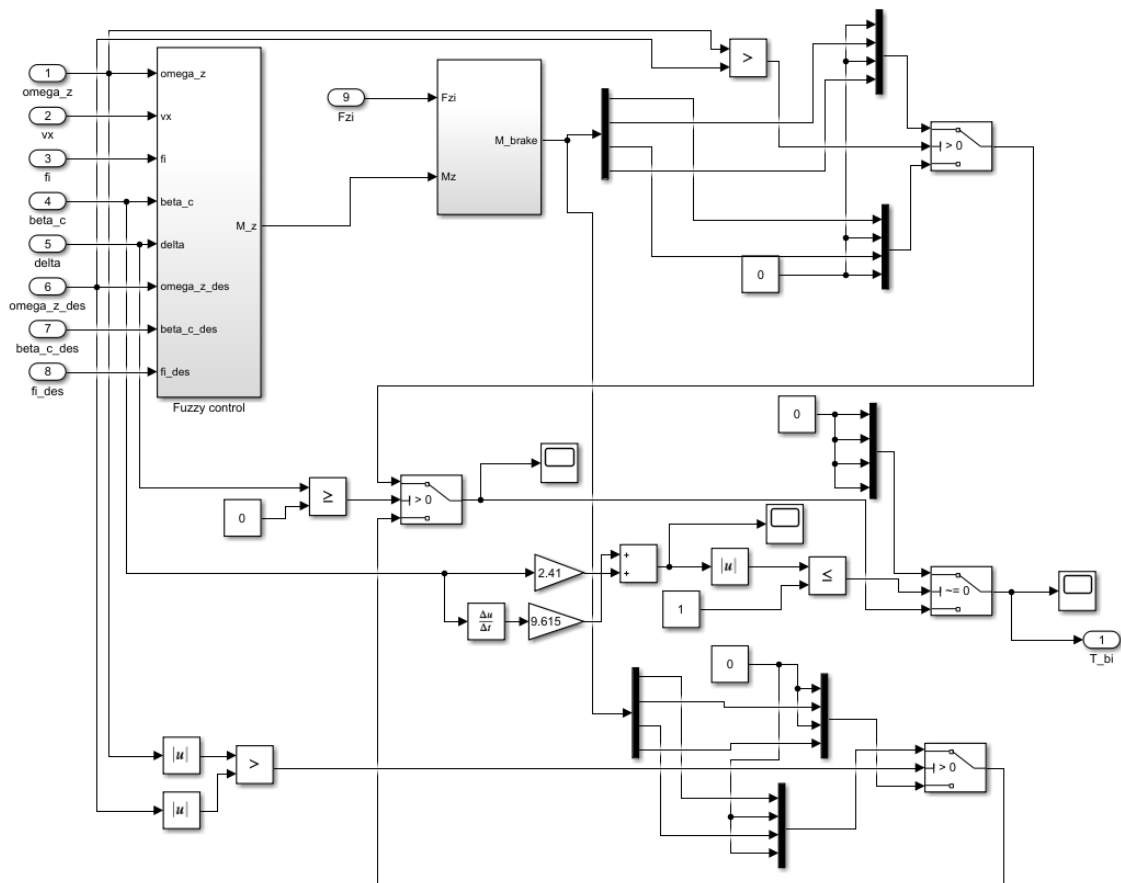 1
omega_z
2
vx
3
fi
4
beta_c
5
delta
6
omega_z_des
7
beta_c_des
8
fi_des
omega_z
vx
fi
beta_c
delta
omega_z_des
beta_c_des
fi_des
M_z
Fuzzy control
9
Fzi
Fzi
Mz
M_brake
>
> 0
0
0
0
≥
> 0
2.41
Δu
Δt
9.615
+
+
|u|
1
≤
~= 0
1
T_bi
0
|u|
|u|
>
> 0